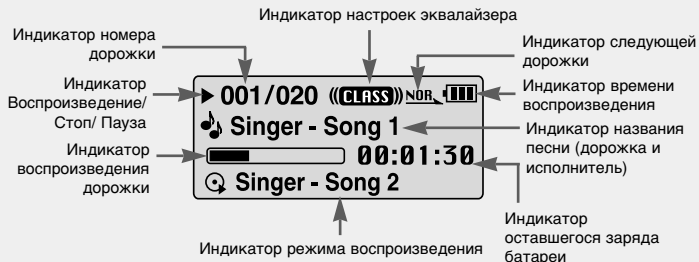 Индикатор настроек эквалайзера
Индикатор номера
дорожки
Индикатор следующей
дорожки
Индикатор
Воспроизведение/
Стоп/ Пауза
Индикатор времени
воспроизведения
001/020 CLASS NOR
Singer - Song 1
Индикатор названия
песни (дорожка и
исполнитель)
Индикатор
воспроизведения
дорожки
00:01:30
Singer - Song 2
Индикатор
оставшегося заряда
батареи
Индикатор режима воспроизведения